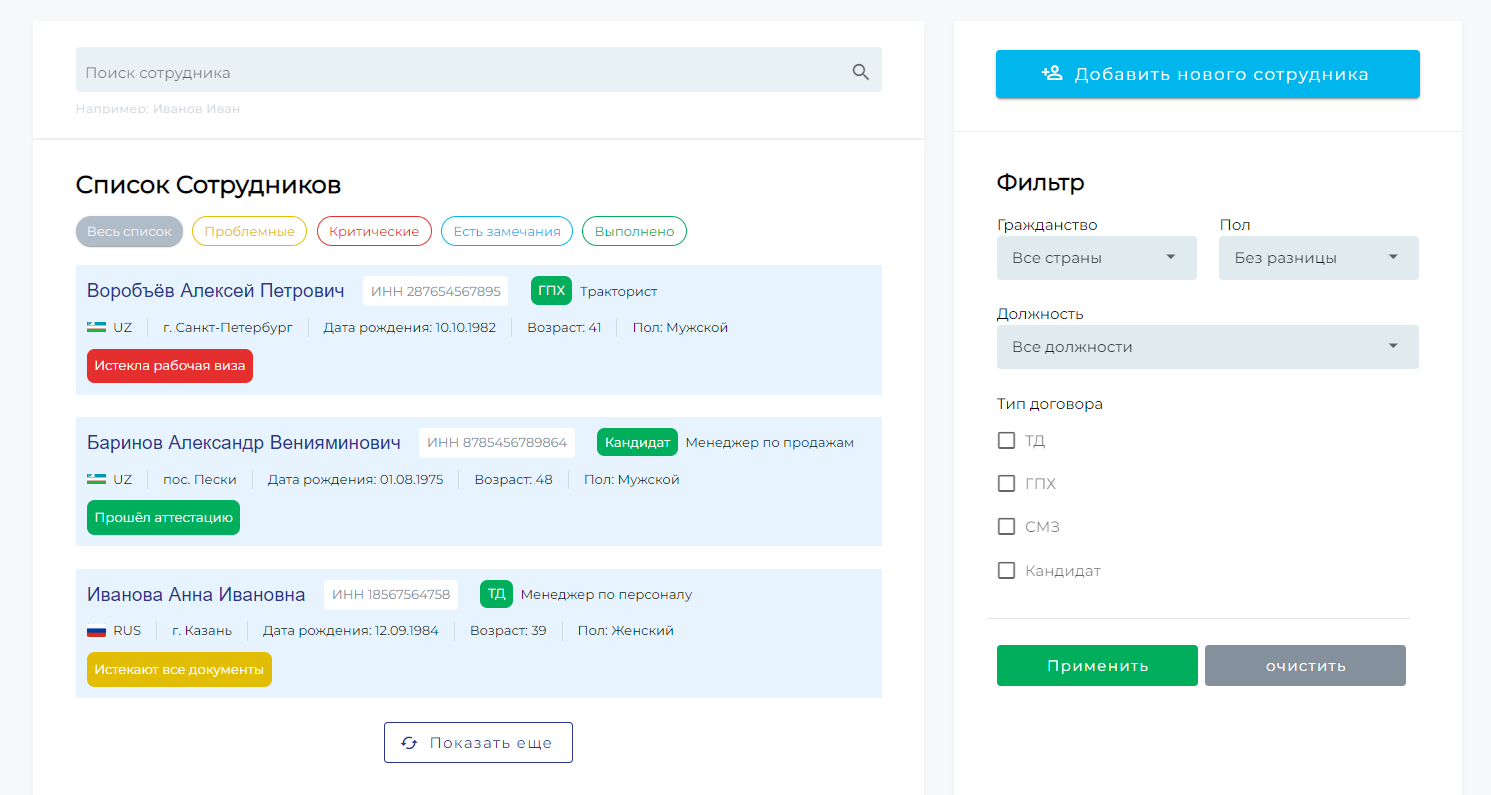 Поиск сотрудника
Например: Иванов Иван
Список Сотрудников
Весь список Проблемные Критические Есть замечания Выполнено
Воробъёв Алексей Петрович ИНН 287654567895 ГПХ Тракторист
UZ г. Санкт-Петербург Дата рождения: 10.10.1982 Возраст: 41 Пол: Мужской
Истекла рабочая виза
Баринов Александр Венияминович ИНН 8785456789864 Кандидат Менеджер по продажам
UZ пос. Пески Дата рождения: 01.08.1975 Возраст: 48 Пол: Мужской
Прошёл аттестацию
Иванова Анна Ивановна ИНН 18567564758 ТД Менеджер по персоналу
RUS г. Казань Дата рождения: 12.09.1984 Возраст: 39 Пол: Женский
Истекают все документы
Показать еще
Добавить нового сотрудника
Фильтр
Гражданство Пол
Все страны Без разницы
Должность
Все должности
Тип договора
ТД
ГПХ
СМЗ
Кандидат
Применить очистить